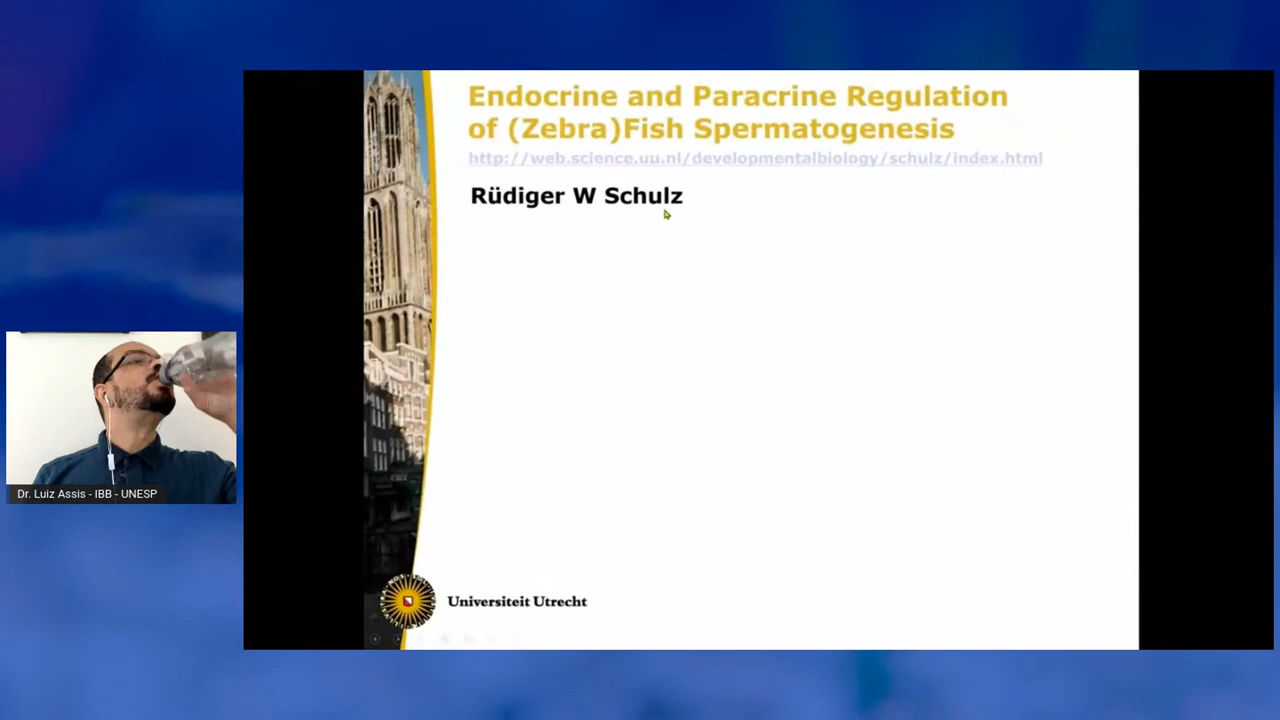 Endocrine and Paracrine Regulation
of (Zebra)Fish Spermatogenesis
http://web.science.uu.nl/developmentalbiology/schulz/index.html
Rüdiger W Schulz
Dr. Luiz Assis - IBB - UNESP
Universiteit Utrecht